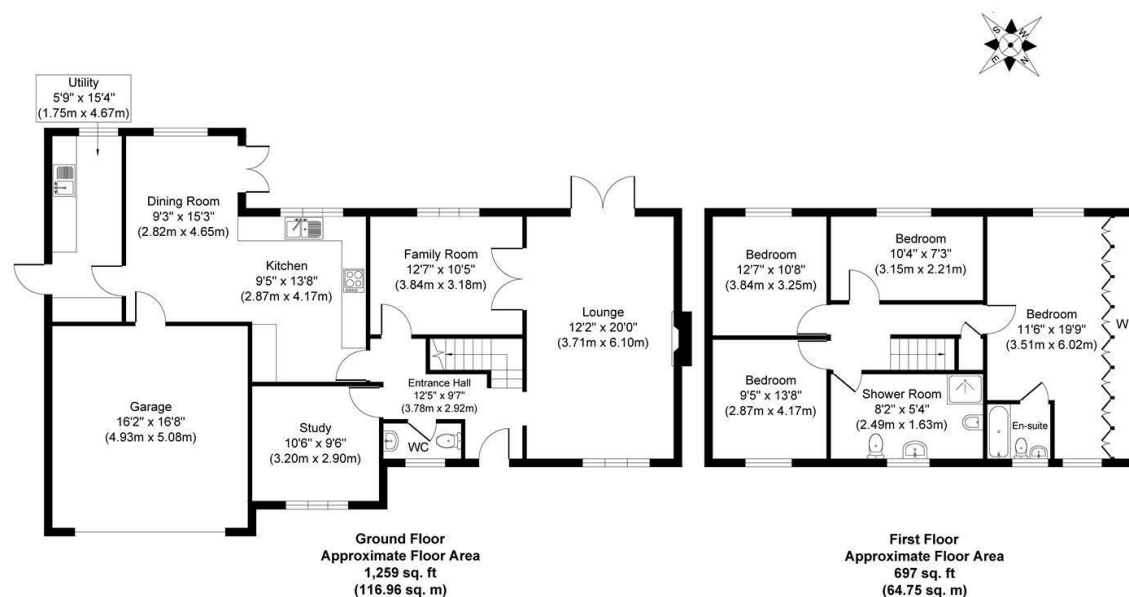 S
W
E
N
Utility
5'9" x 15'4"
(1.75m x 4.67m)
Dining Room
9'3" x 15'3"
(2.82m x 4.65m)
Kitchen
9'5" x 13'8"
(2.87m x 4.17m)
Family Room
12'7" x 10'5"
(3.84m x 3.18m)
Lounge
12'2" x 20'0"
(3.71m x 6.10m)
Entrance Hall
12'5" x 9'7"
(3.78m x 2.92m)
Garage
16'2" x 16'8"
(4.93m x 5.08m)
Study
10'6" x 9'6"
(3.20m x 2.90m)
WC
Ground Floor
Approximate Floor Area
1,259 sq. ft
(116.96 sq. m)
Bedroom
12'7" x 10'8"
(3.84m x 3.25m)
Bedroom
10'4" x 7'3"
(3.15m x 2.21m)
Bedroom
11'6" x 19'9"
(3.51m x 6.02m)
W
Bedroom
9'5" x 13'8"
(2.87m x 4.17m)
Shower Room
8'2" x 5'4"
(2.49m x 1.63m)
En-suite
First Floor
Approximate Floor Area
697 sq. ft
(64.75 sq. m)